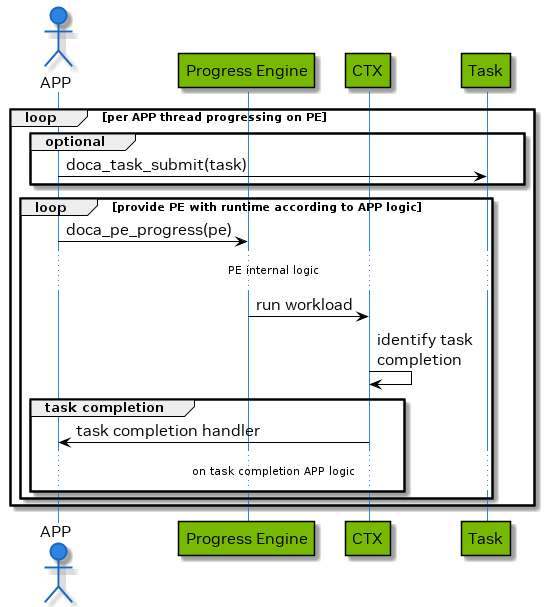 APP
Progress Engine
CTX
Task
loop [per APP thread progressing on PE]
optional
doca_task_submit(task)
loop [provide PE with runtime according to APP logic]
doca_pe_progress(pe)
PE internal logic
run workload
identify task
completion
task completion
task completion handler
on task completion APP logic
APP
Progress Engine
CTX
Task